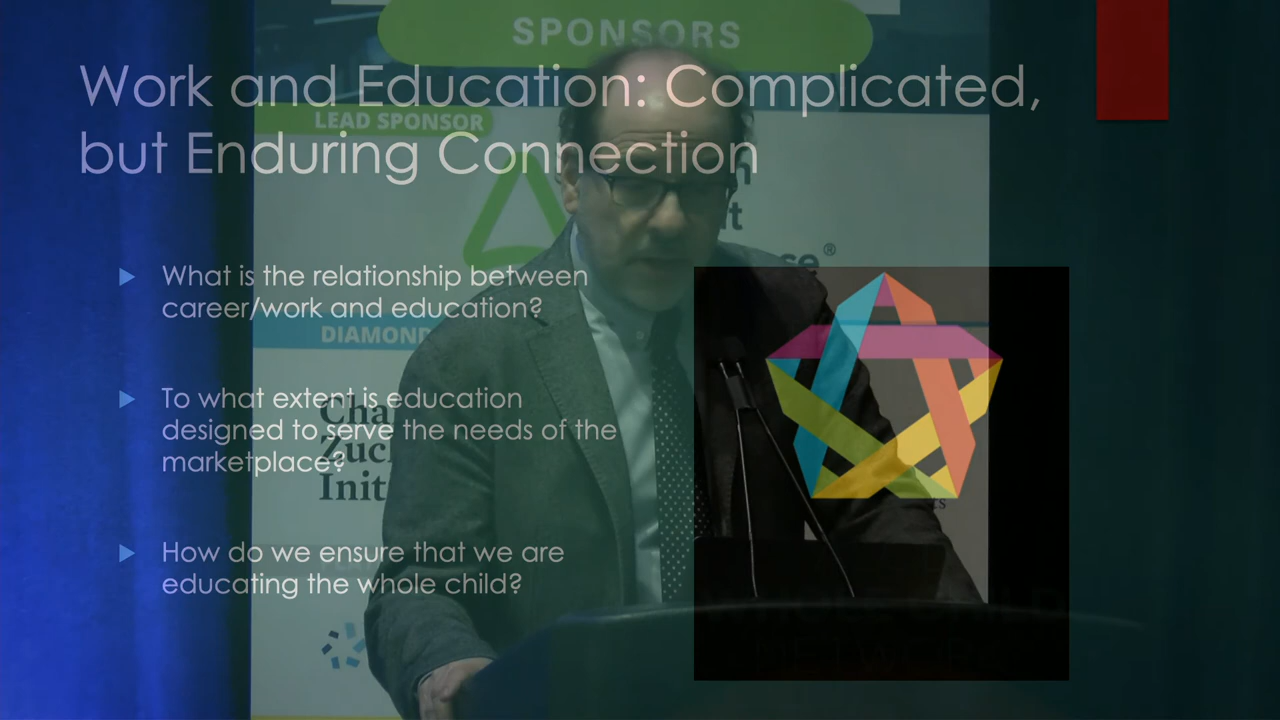 SPONSORS
Work and Education: Complicated,
but Enduring Connection
LEAD SPONSOR
What is the relationship between
career/work and education?
DIAMOND
To what extent is education
designed to serve the needs of the
marketplace?
Init
How do we ensure that we are
educating the whole child?